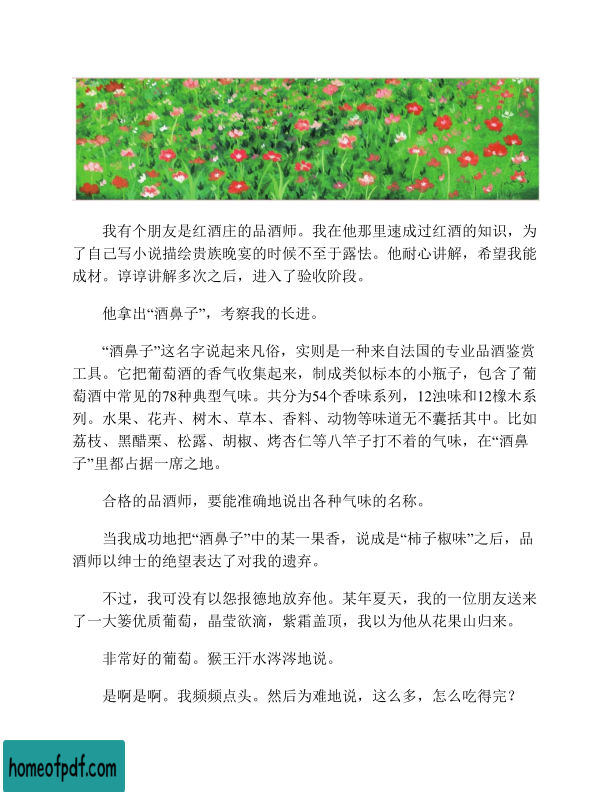 我有个朋友是红酒庄的品酒师。我在他那里速成过红酒的知识，为
了自己写小说描绘贵族晚宴的时候不至于露怯。他耐心讲解，希望我能
成材。谆谆讲解多次之后，进入了验收阶段。
他拿出“酒鼻子”，考察我的长进。
“酒鼻子”这名字说起来凡俗，实则是一种来自法国的专业品酒鉴赏
工具。它把葡萄酒的香气收集起来，制成类似标本的小瓶子，包含了葡
萄酒中常见的78种典型气味。共分为54个香味系列，12浊味和12橡木系
列。水果、花卉、树木、草本、香料、动物等味道无不囊括其中。比如
荔枝、黑醋栗、松露、胡椒、烤杏仁等八竿子打不着的气味，在“酒鼻
子”里都占据一席之地。
合格的品酒师，要能准确地说出各种气味的名称。
当我成功地把“酒鼻子”中的某一果香，说成是“柿子椒味”之后，品
酒师以绅士的绝望表达了对我的遗弃。
不过，我可没有以怨报德地放弃他。某年夏天，我的一位朋友送来
了一大篓优质葡萄，晶莹欲滴，紫霜盖顶，我以为他从花果山归来。
非常好的葡萄。猴王汗水涔涔地说。
是啊是啊。我频频点头。然后为难地说，这么多，怎么吃得完？
homeofpdf.com